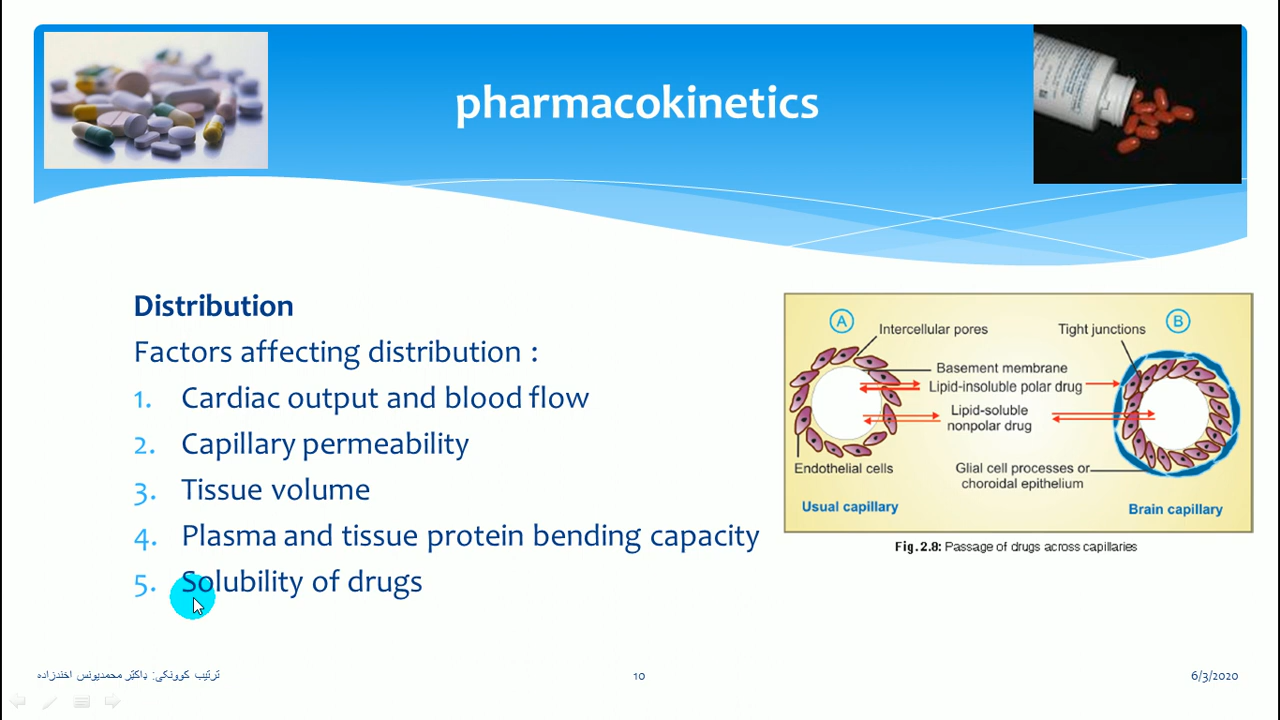 pharmacokinetics
Distribution
Factors affecting distribution :
1. Cardiac output and blood flow
2. Capillary permeability
3. Tissue volume
4. Plasma and tissue protein bending capacity
5. Solubility of drugs
A
B
Intercellular pores
Tight junctions
Basement membrane
Lipid-insoluble polar drug
Lipid-soluble
nonpolar drug
Endothelial cells
Glial cell processes or
choroidal epithelium
Usual capillary
Brain capillary
Fig. 2.8: Passage of drugs across capillaries
ترتیب کوونکی: ډاکټر محمدیونس اخندزاده
10
6/3/2020